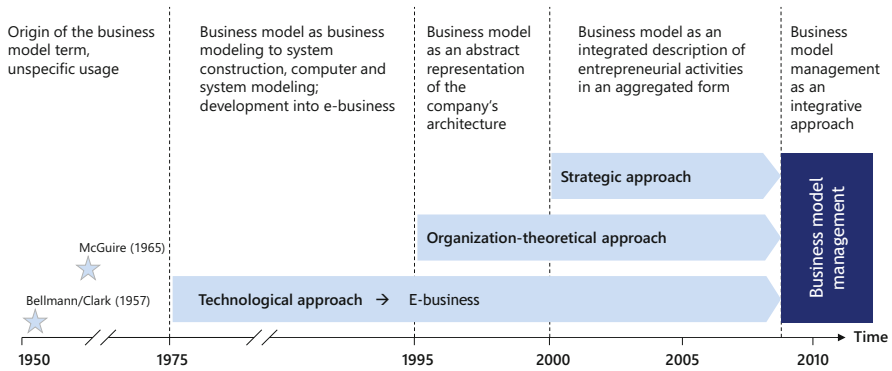 Origin of the business
model term,
unspecific usage
Business model as business
modeling to system
construction, computer and
system modeling;
development into e-business
Business model
as an abstract
representation
of the
company's
architecture
Business model as an
integrated description of
entrepreneurial activities
in an aggregated form
Business
model
management
as an
integrative
approach
Strategic approach
Organization-theoretical approach
McGuire (1965)
Bellmann/Clark (1957)
Technological approach → E-business
Business model
management
Time
1950
1975
1995
2000
2005
2010